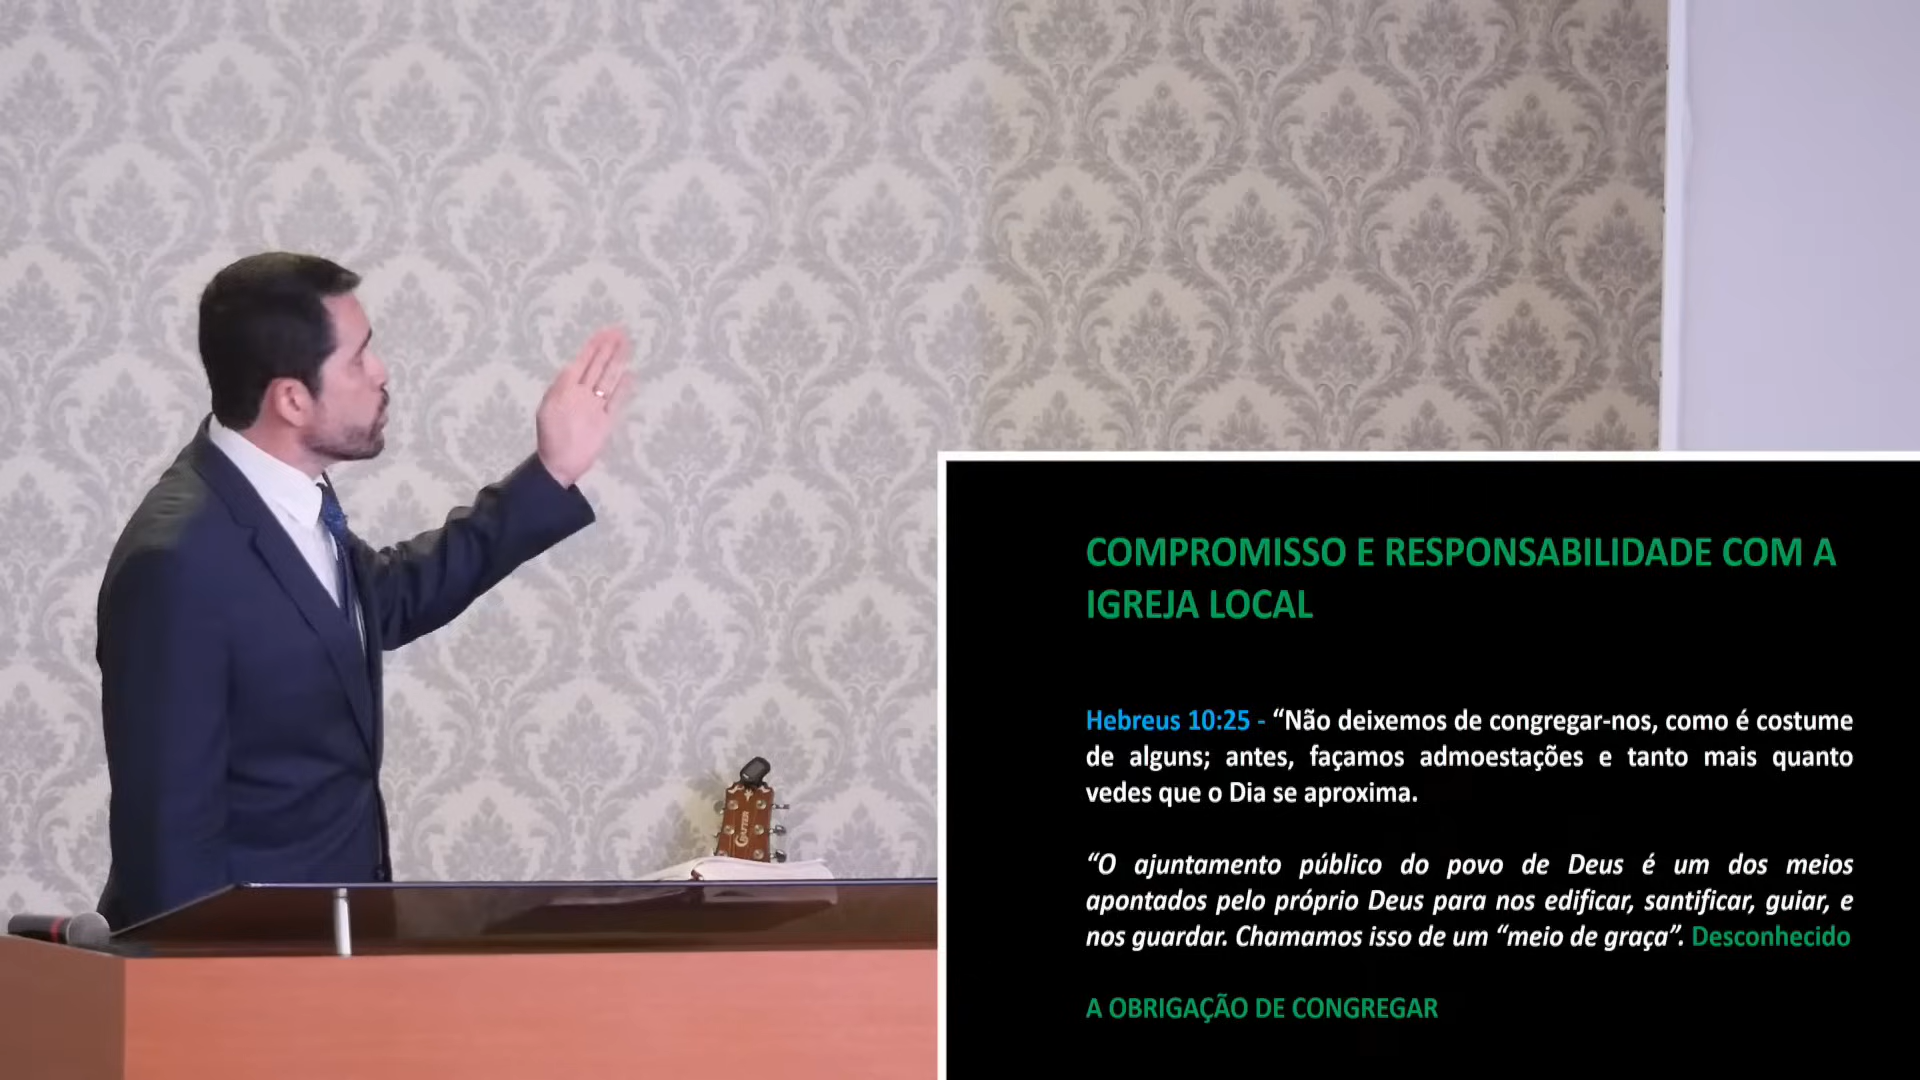 COMPROMISSO E RESPONSABILIDADE COM A
IGREJA LOCAL
Hebreus 10:25 - “Não deixemos de congregar-nos, como é costume
de alguns; antes, façamos admoestações e tanto mais quanto
vedes que o Dia se aproxima.
“O ajuntamento público do povo de Deus é um dos meios
apontados pelo próprio Deus para nos edificar, santificar, guiar, e
nos guardar. Chamamos isso de um “meio de graça”. Desconhecido
A OBRIGAÇÃO DE CONGREGAR
CRAFTER